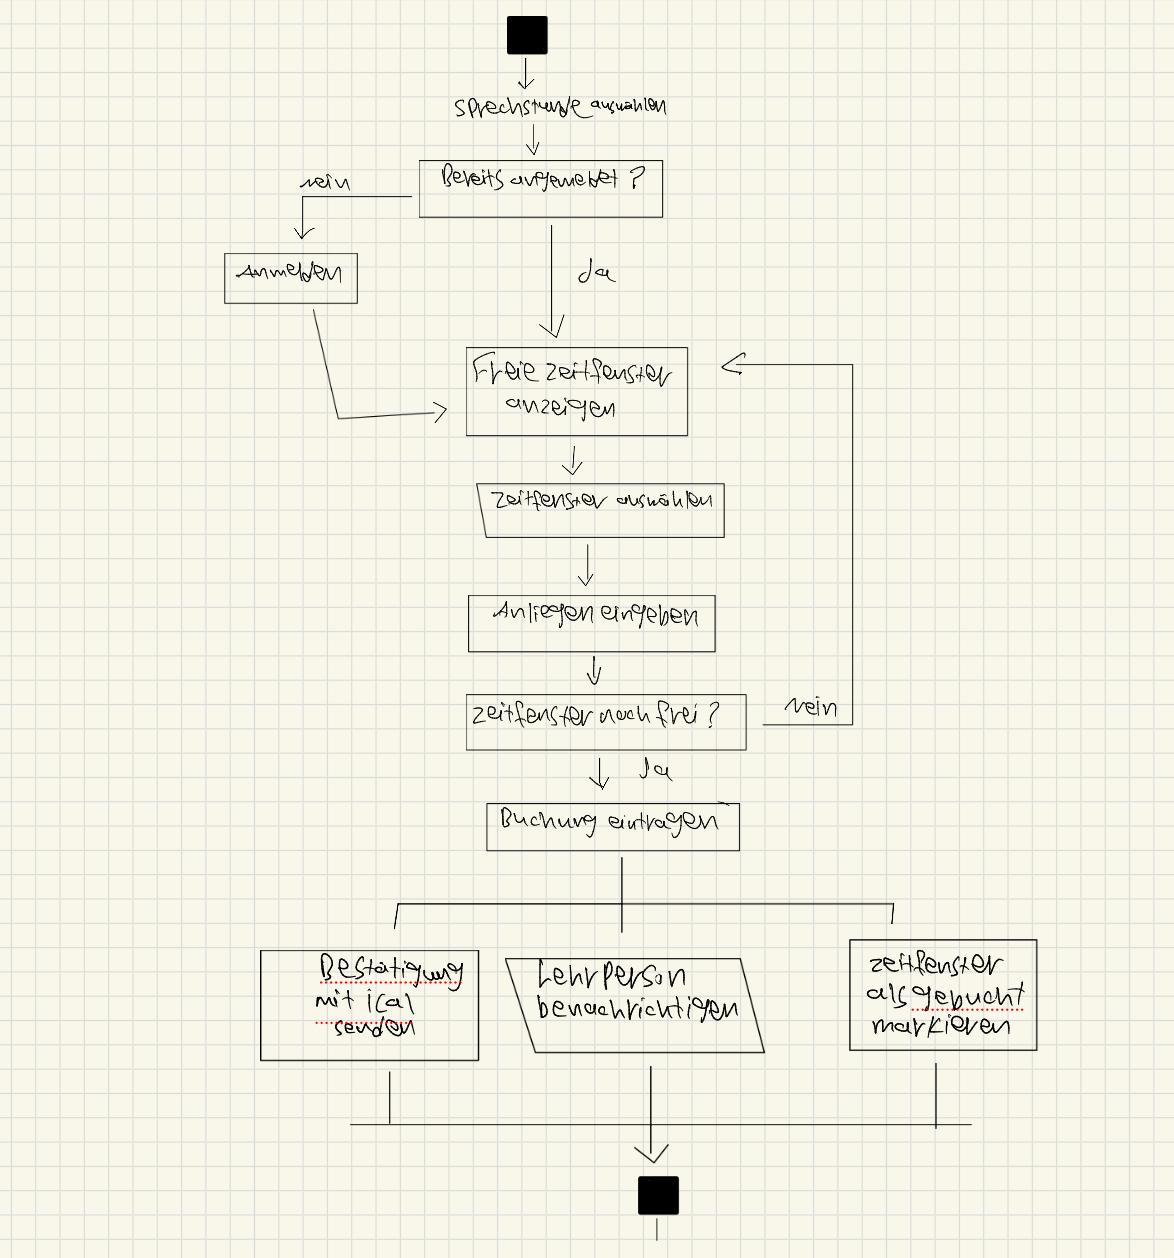 Sprechstunde auswählen
Bereits angemeldet?
nein
Anmelden
Ja
Freie Zeitfenster
anzeigen
Zeitfenster auswählen
Anliegen eingeben
Zeitfenster noch frei?
nein
Ja
Buchung eintragen
Bestätigung
mit ical
senden
Lehrperson
benachrichtigen
Zeitfenster
als gebucht
markieren